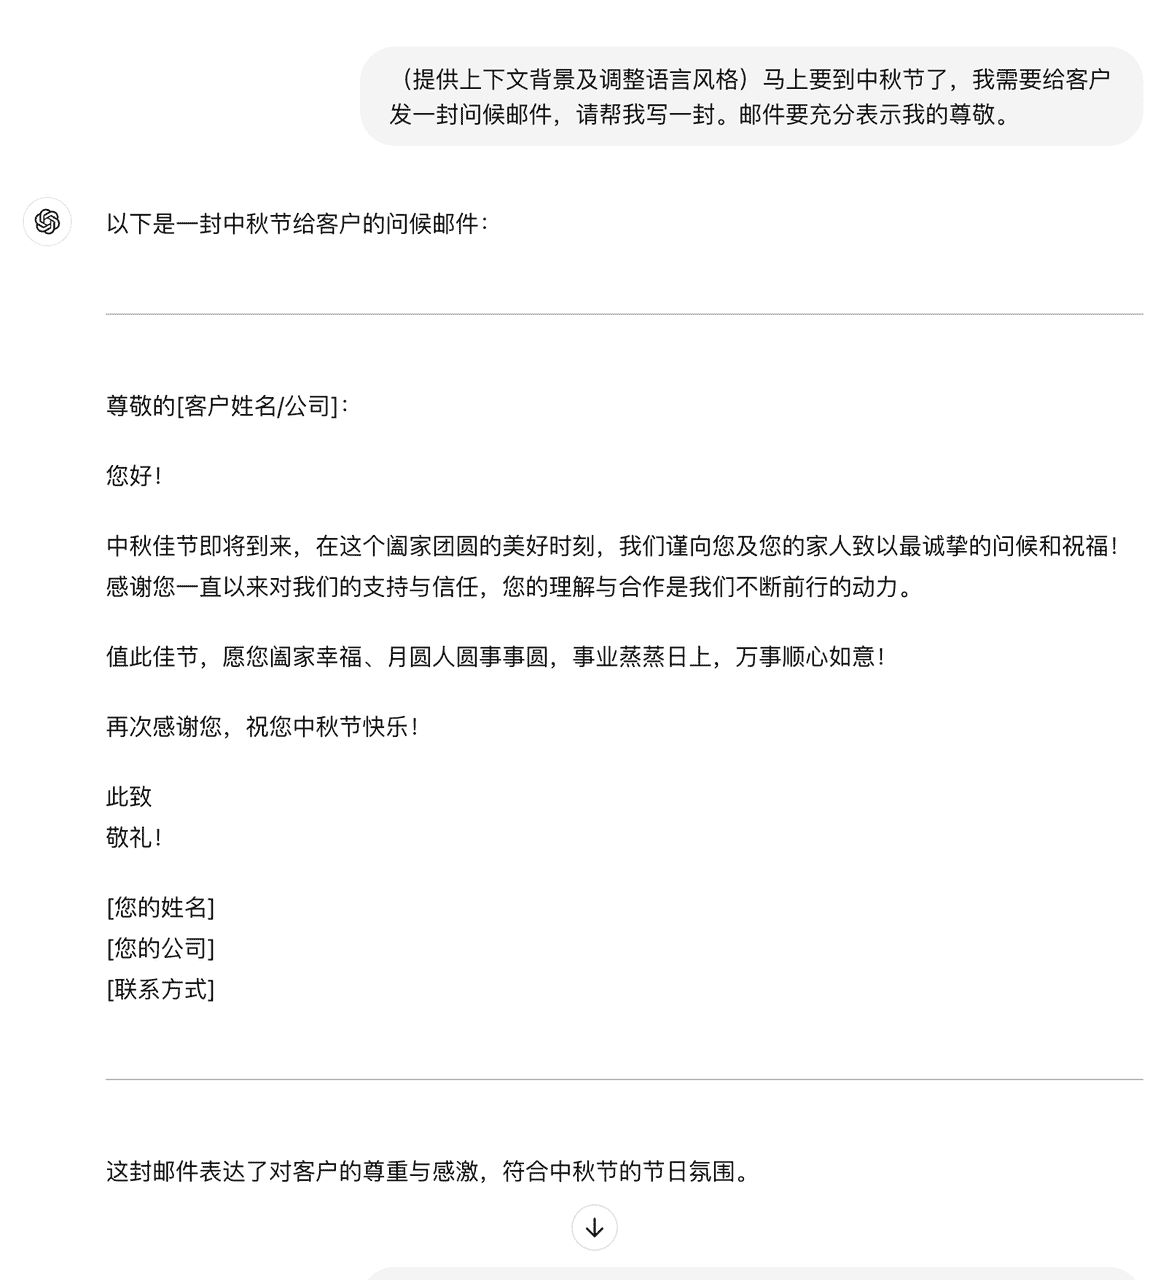 （提供上下文背景及调整语言风格）马上要到中秋节了，我需要给客户
发一封问候邮件，请帮我写一封。邮件要充分表示我的尊敬。
以下是一封中秋节给客户的问候邮件：
尊敬的[客户姓名/公司]：
您好！
中秋佳节即将到来，在这个阖家团圆的美好时刻，我们谨向您及您的家人致以最诚挚的问候和祝福！
感谢您一直以来对我们的支持与信任，您的理解与合作是我们不断前行的动力。
值此佳节，愿您阖家幸福、月圆人圆事事圆，事业蒸蒸日上，万事顺心如意！
再次感谢您，祝您中秋节快乐！
此致
敬礼！
[您的姓名]
[您的公司]
[联系方式]
这封邮件表达了对客户的尊重与感激，符合中秋节的节日氛围。